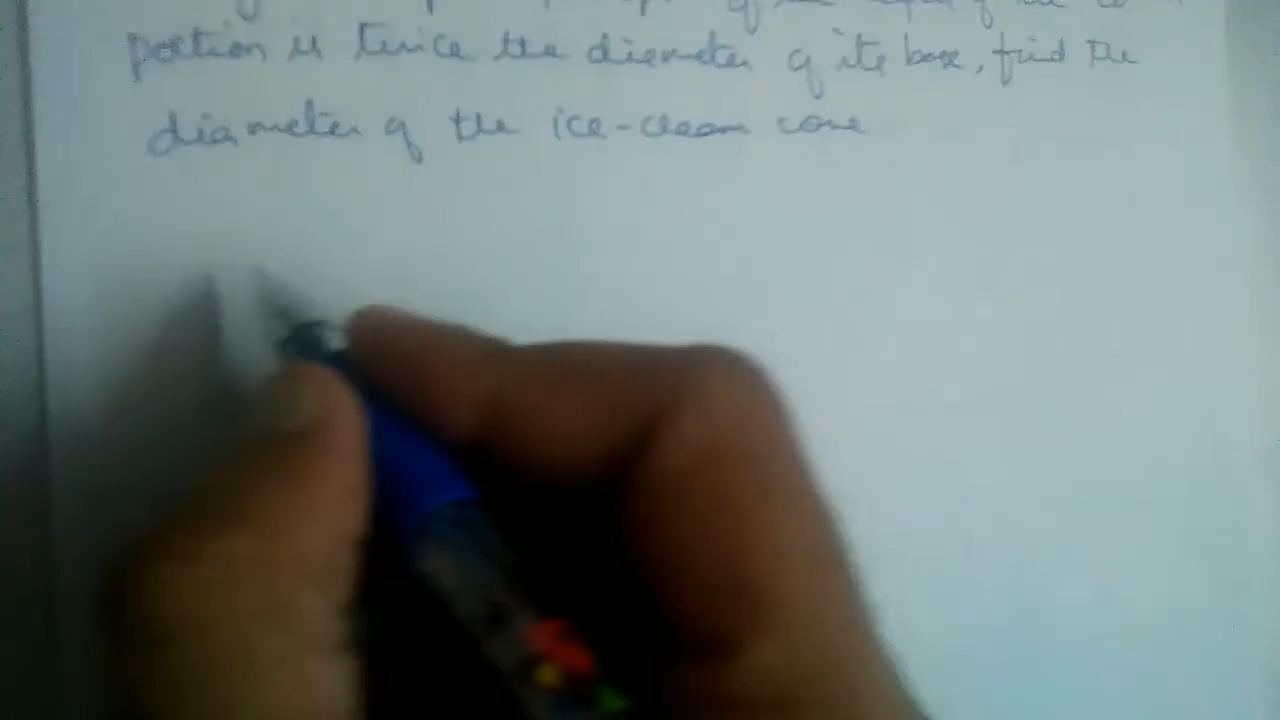 portion is twice the diameter of its base, find the
diameter of the ice-cream cone